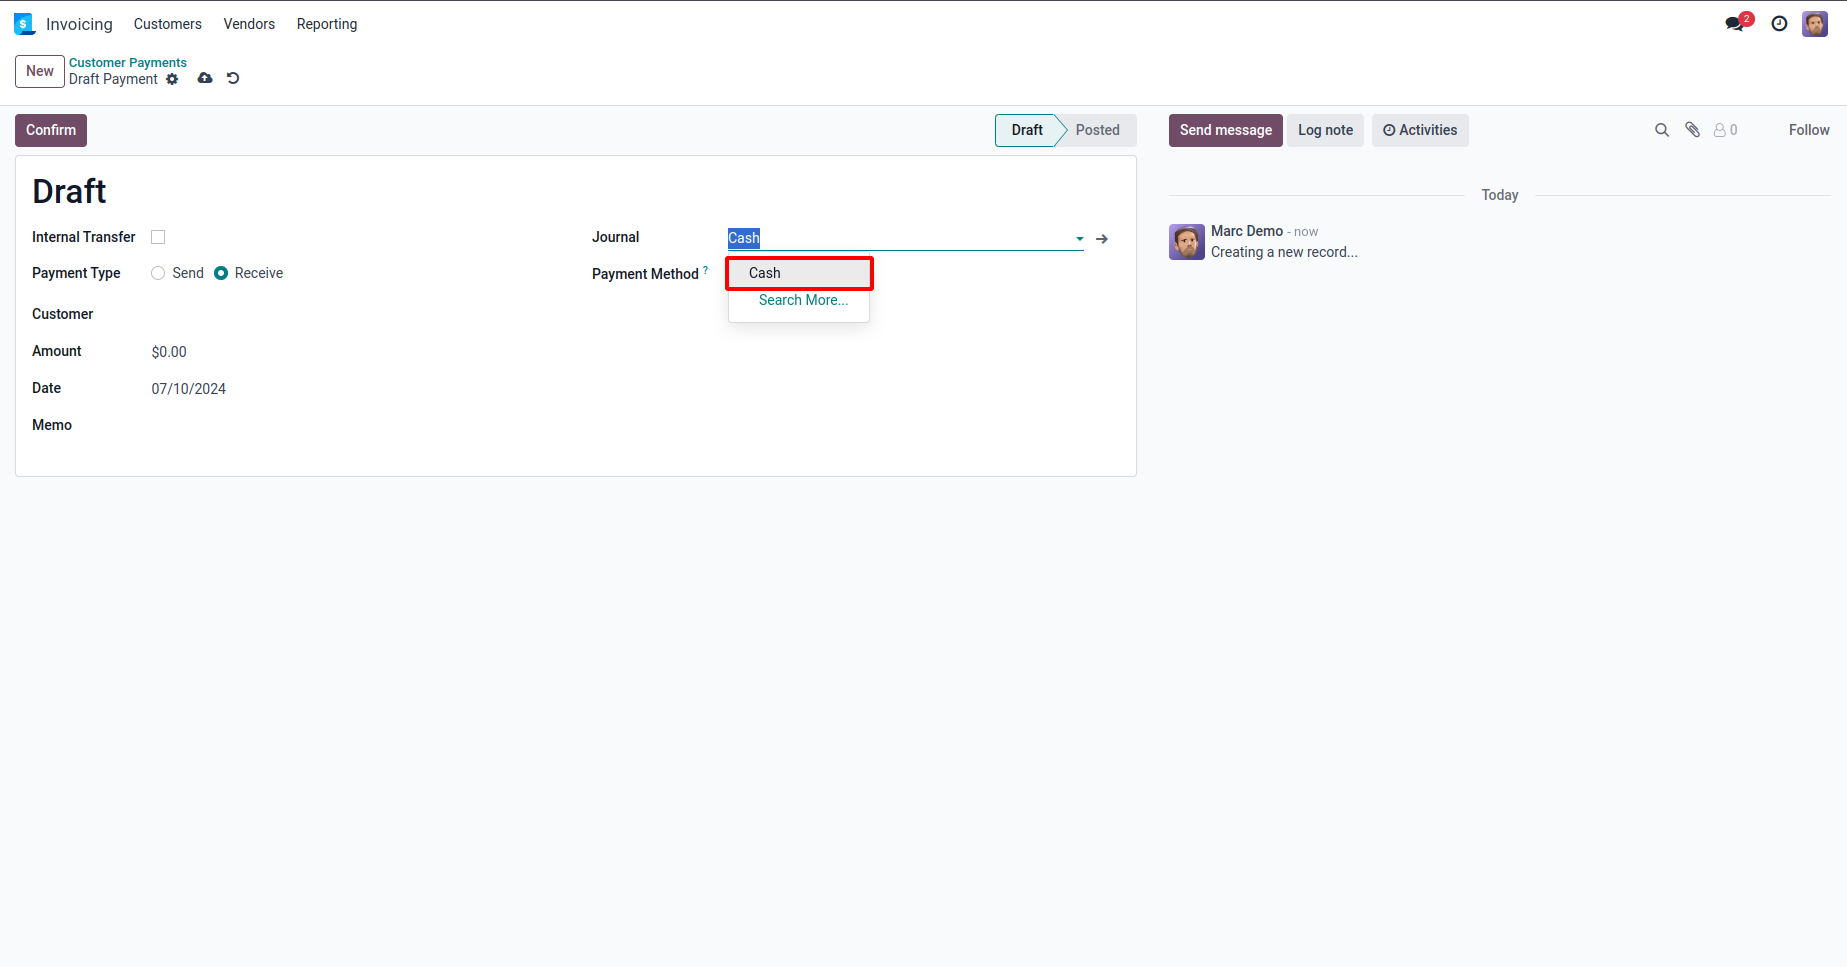 Invoicing Customers Vendors Reporting
2
New
Customer Payments
Draft Payment
Confirm
Draft
Posted
Send message
Log note
Activities
0
Follow
Draft
Internal Transfer
Journal
Cash
Payment Type
Send
Receive
Payment Method ?
Cash
Search More...
Customer
Amount
$0.00
Date
07/10/2024
Memo
Today
Marc Demo - now
Creating a new record...